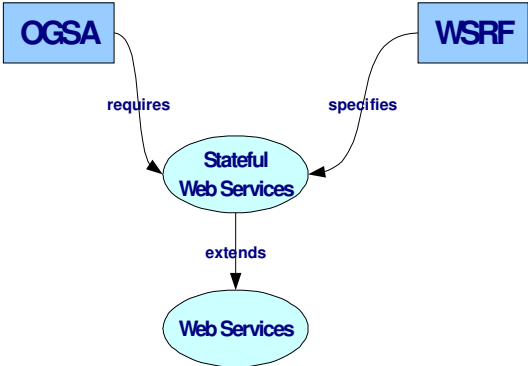 OGSA
WSRF
requires
specifies
Stateful
Web Services
extends
Web Services